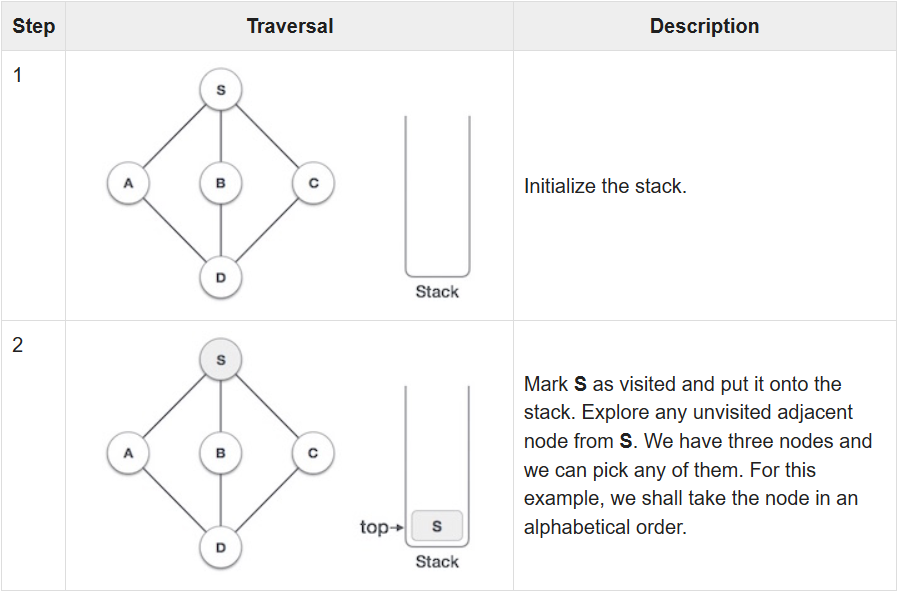 Step Traversal Description
1
S
A B C
D
Stack
Initialize the stack.
2
S
A B C
D
top S
Stack
Mark S as visited and put it onto the
stack. Explore any unvisited adjacent
node from S. We have three nodes and
we can pick any of them. For this
example, we shall take the node in an
alphabetical order.